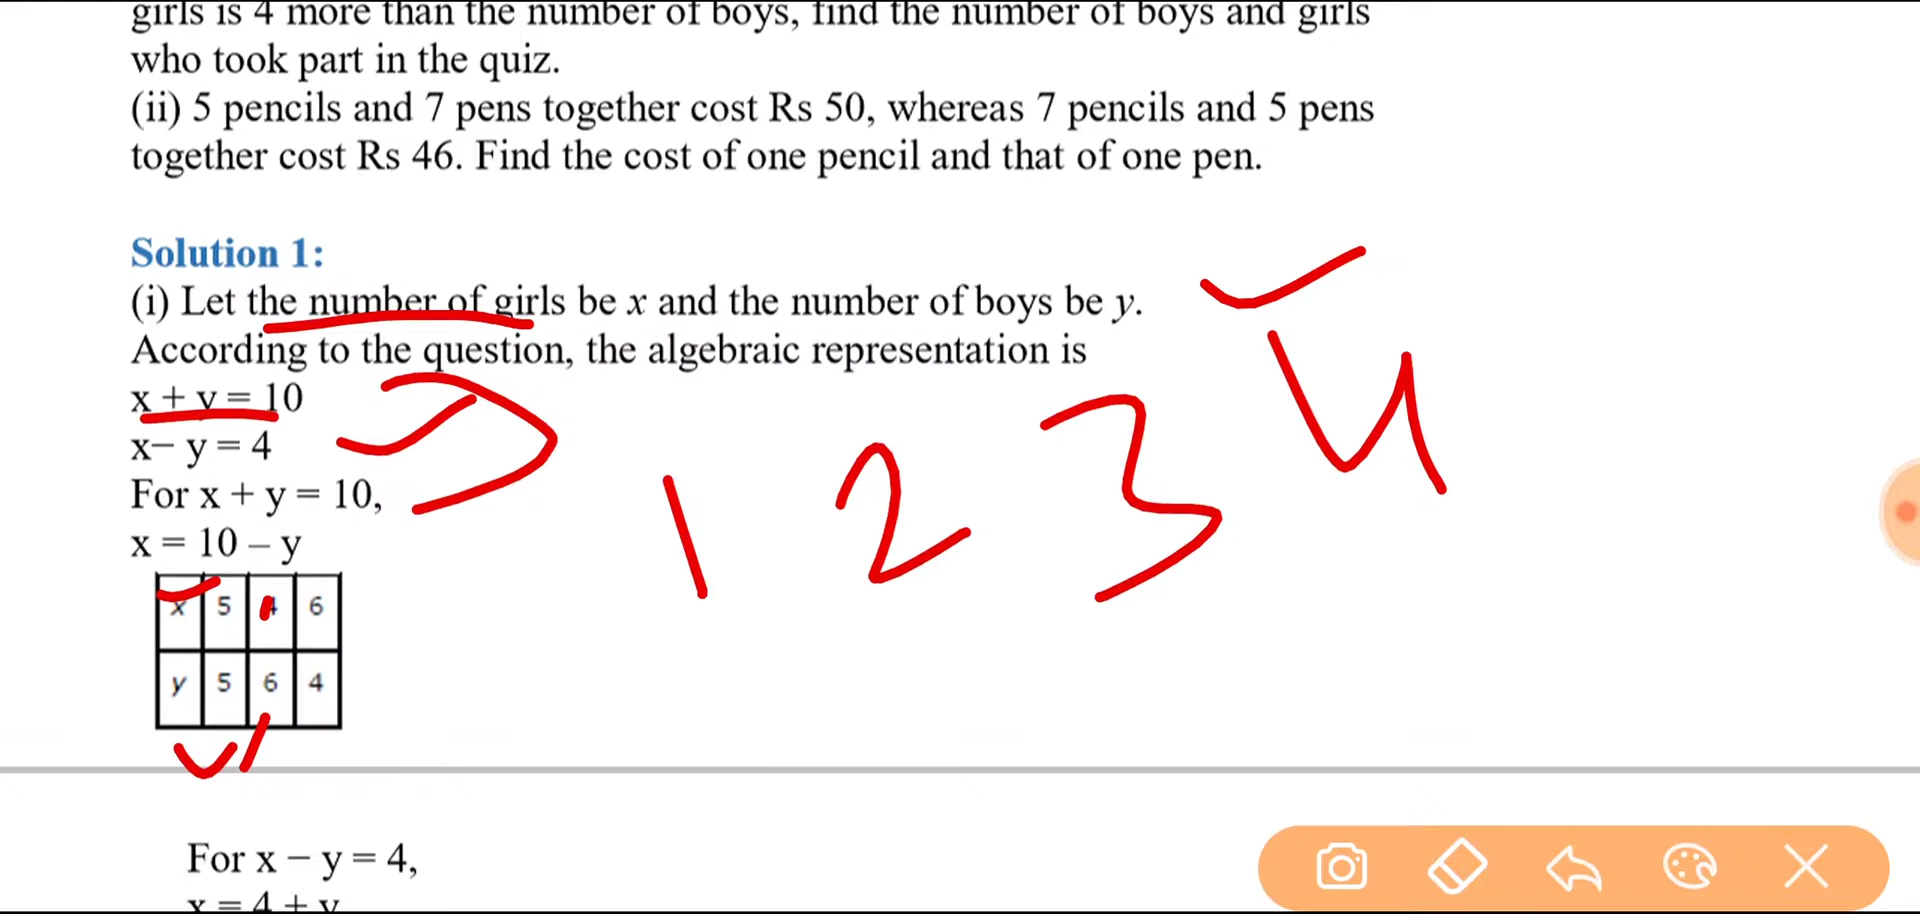 girls is 4 more than the number of boys, find the number of boys and girls
who took part in the quiz.
(ii) 5 pencils and 7 pens together cost Rs 50, whereas 7 pencils and 5 pens
together cost Rs 46. Find the cost of one pencil and that of one pen.
Solution 1:
(i) Let the number of girls be x and the number of boys be y.
According to the question, the algebraic representation is
x + y = 10
x− y = 4
For x + y = 10,
x = 10 – y
1 2 3 4
x 5 4 6
y 5 6 4
For x − y = 4,
x = 4 + y